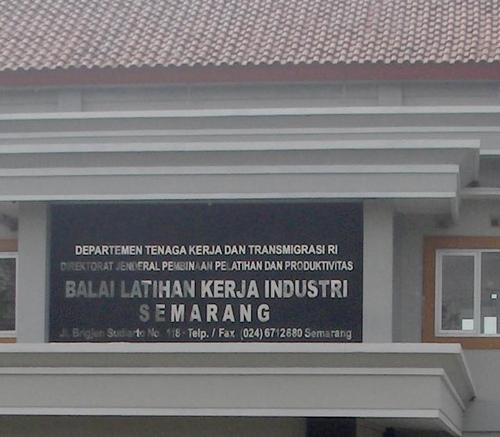 DEPARTEMEN TENAGA KERJA DAN TRANSMIGRASI RI
DIREKTORAT JENDERAL PEMBINAAN PELATIHAN DAN PRODUKTIVITAS
BALAI LATIHAN KERJA INDUSTRI
SEMARANG
Jl. Brigjen Sudiarto No. 118 - Telp. / Fax (024) 6712680 Semarang